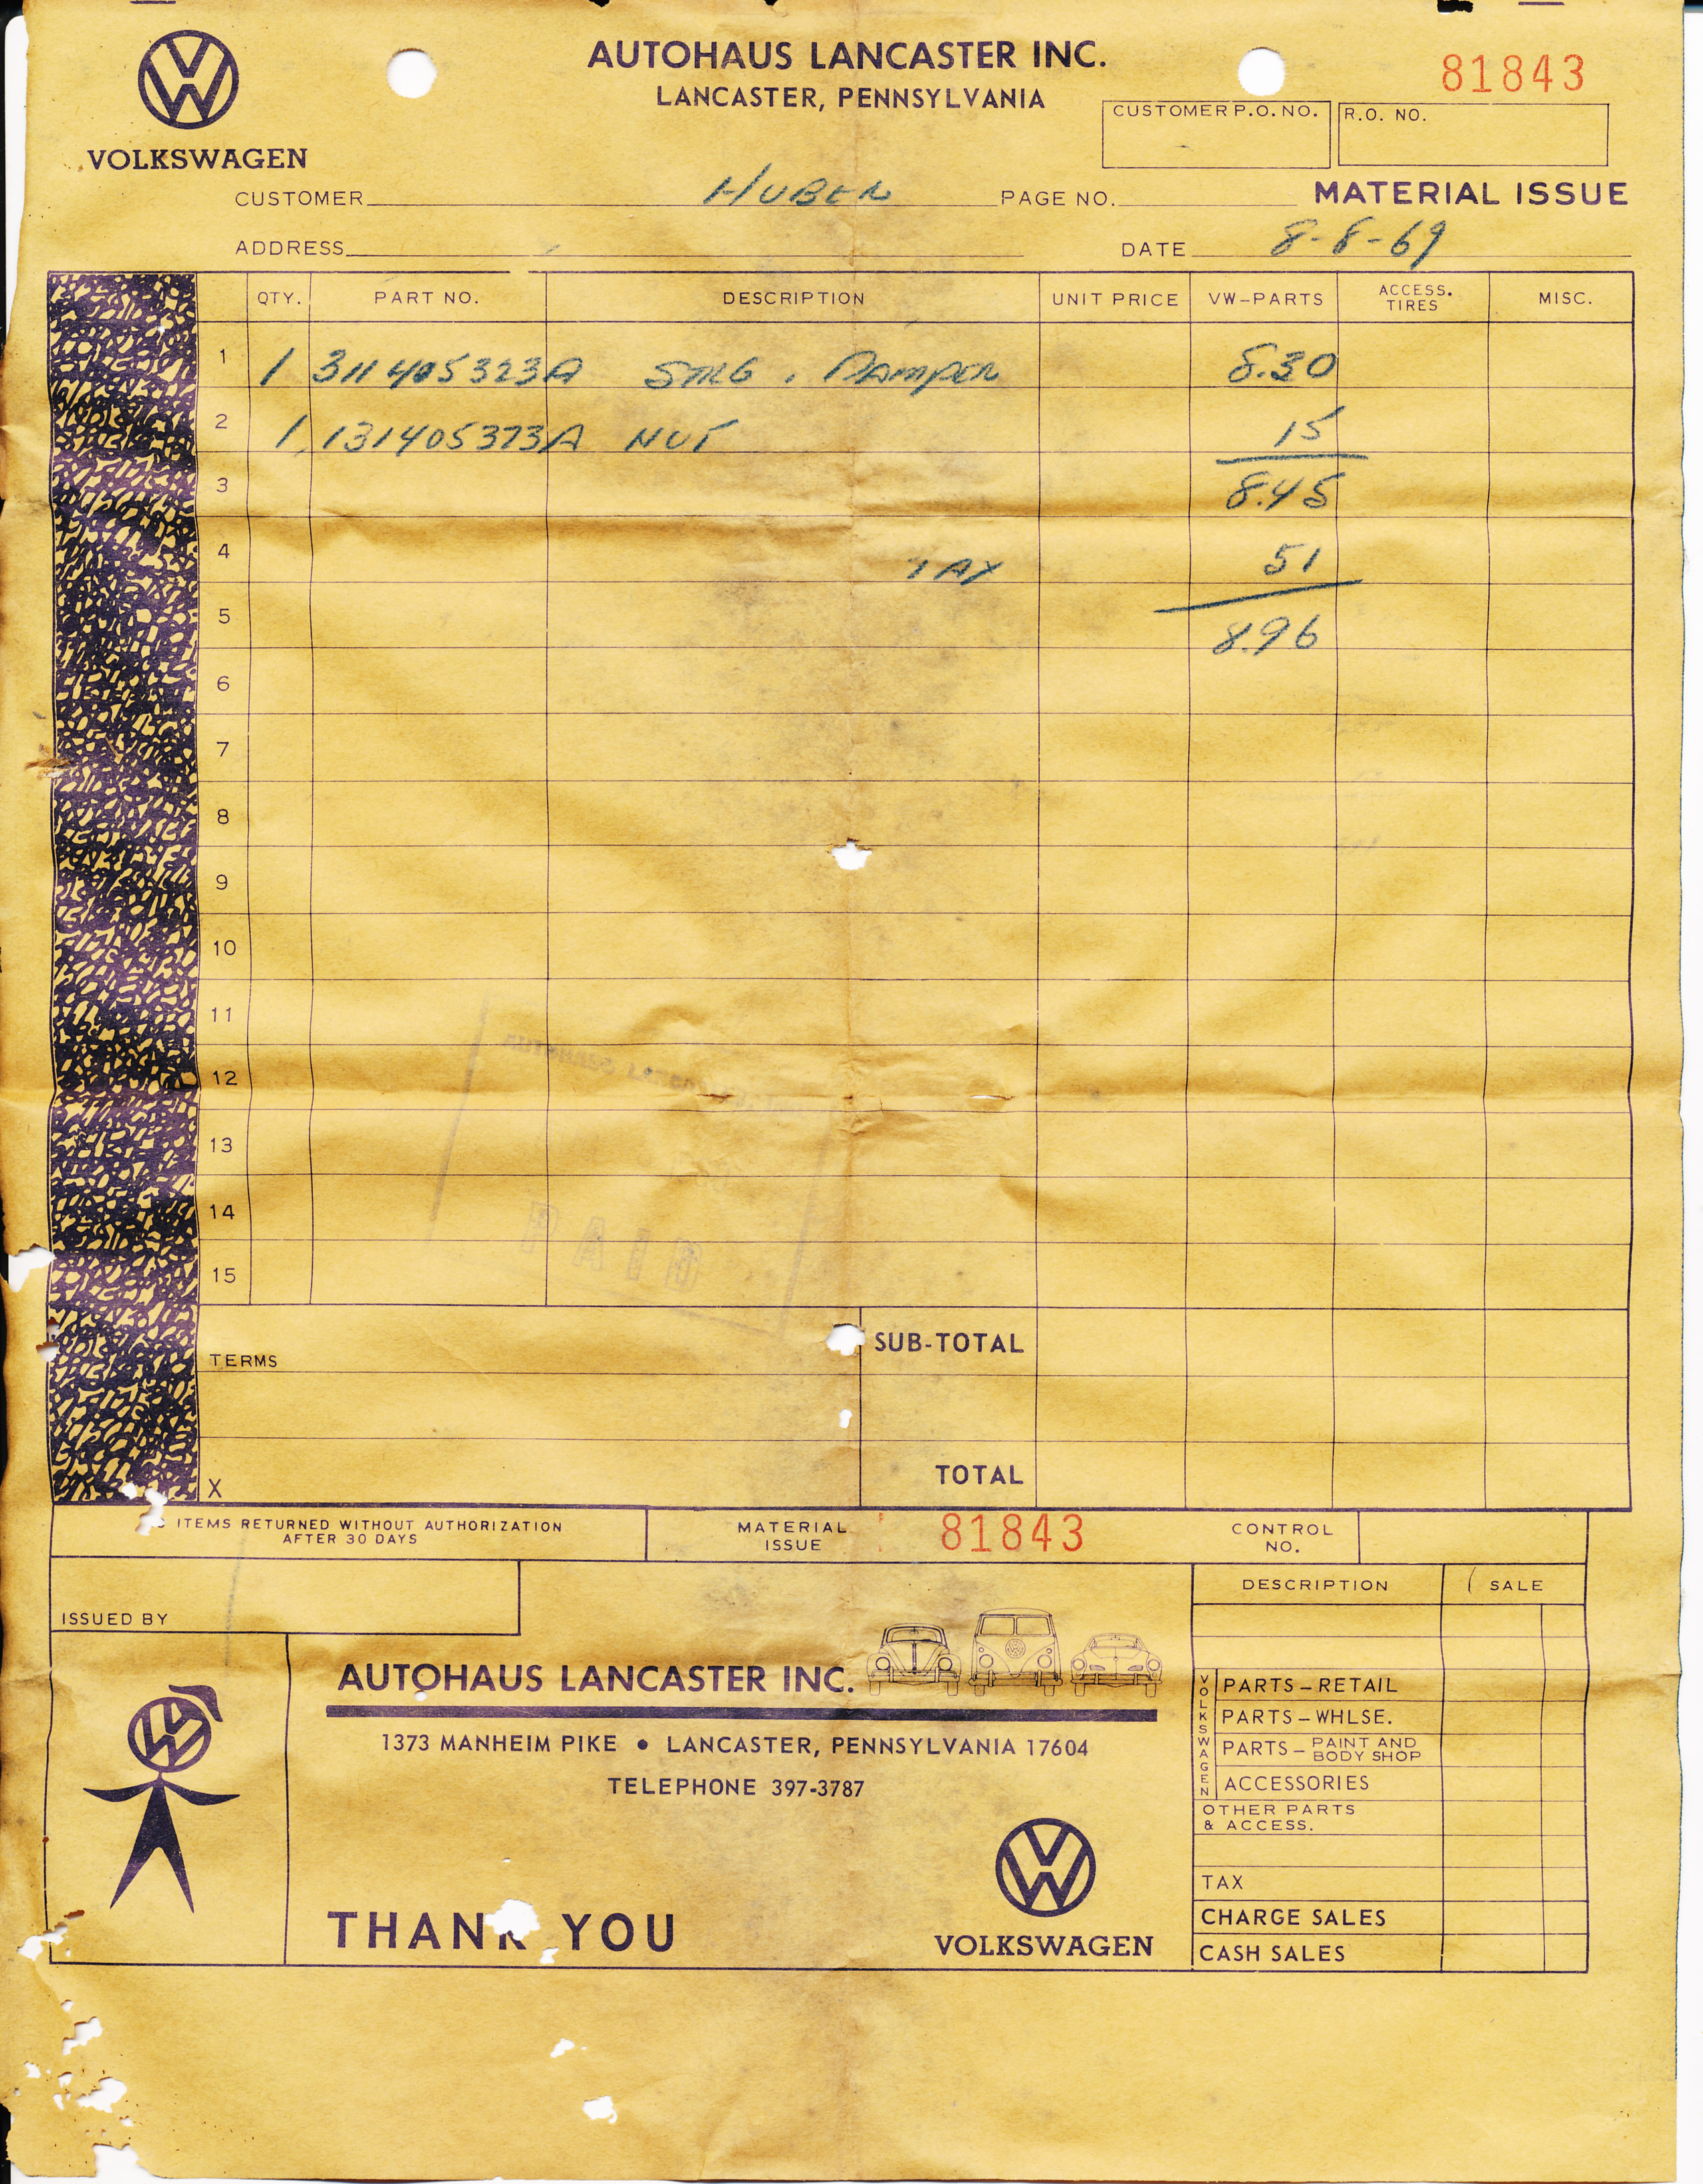 AUTOHAUS LANCASTER INC.
LANCASTER, PENNSYLVANIA
81843
CUSTOMER P.O. NO.
R.O. NO.
VOLKSWAGEN
CUSTOMER HUBER PAGE NO. MATERIAL ISSUE
ADDRESS DATE 8-8-69
QTY. PART NO. DESCRIPTION UNIT PRICE VW-PARTS ACCESS. TIRES MISC.
1 1 311405323A STRG. DAMPER 8.30
2 1 131405373A NUT 15
3 8.45
4 TAX 51
5 8.96
6
7
8
9
10
11
12
13
14
15
PAID
SUB-TOTAL
TERMS
TOTAL
X
ITEMS RETURNED WITHOUT AUTHORIZATION
AFTER 30 DAYS
MATERIAL ISSUE 81843
CONTROL NO.
DESCRIPTION SALE
ISSUED BY
AUTOHAUS LANCASTER INC.
1373 MANHEIM PIKE • LANCASTER, PENNSYLVANIA 17604
TELEPHONE 397-3787
THANK YOU
VOLKSWAGEN
VOLKSWAGEN
PARTS – RETAIL
PARTS – WHLSE.
PARTS – PAINT AND BODY SHOP
ACCESSORIES
OTHER PARTS
& ACCESS.
TAX
CHARGE SALES
CASH SALES